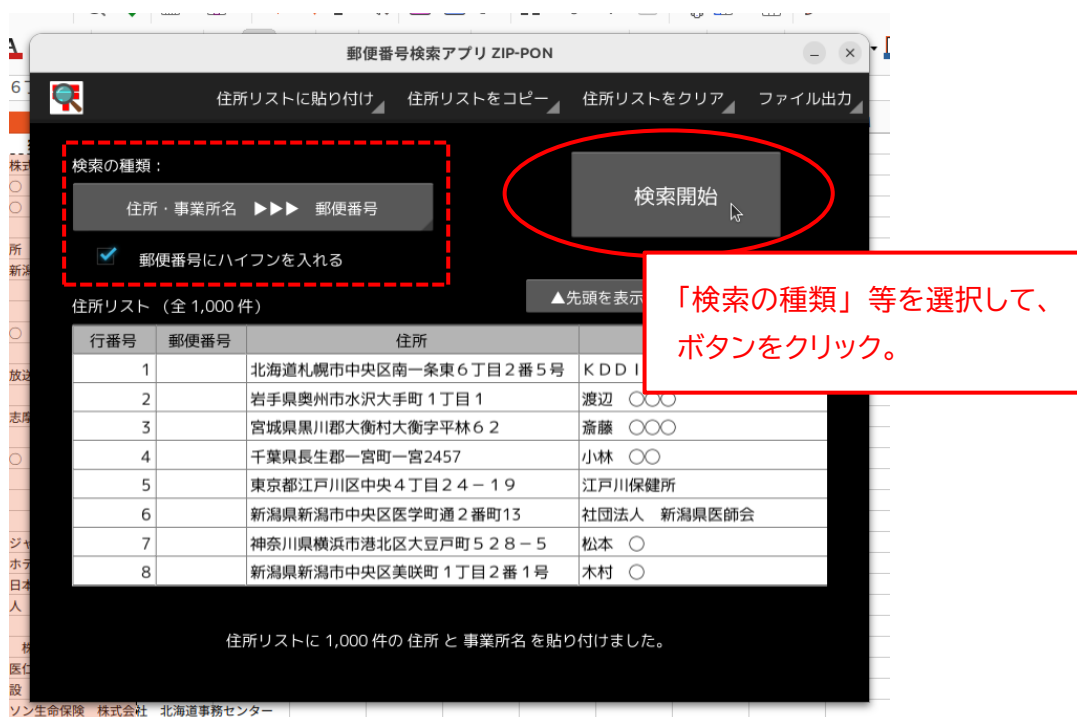 郵便番号検索アプリ ZIP-PON
住所リストに貼り付け 住所リストをコピー 住所リストをクリア ファイル出力
検索の種類：
住所・事業所名 ▶▶▶ 郵便番号
郵便番号にハイフンを入れる
検索開始
「検索の種類」等を選択して、
ボタンをクリック。
住所リスト （全 1,000 件）
▲先頭を表示
行番号 郵便番号 住所
1 北海道札幌市中央区南一条東６丁目２番５号 ＫＤＤＩ
2 岩手県奥州市水沢大手町１丁目１ 渡辺 ○○○
3 宮城県黒川郡大衡村大衡字平林６２ 斎藤 ○○○
4 千葉県長生郡一宮町一宮2457 小林 ○○
5 東京都江戸川区中央４丁目２４－１９ 江戸川保健所
6 新潟県新潟市中央区医学町通２番町13 社団法人　新潟県医師会
7 神奈川県横浜市港北区大豆戸町５２８－５ 松本 ○
8 新潟県新潟市中央区美咲町１丁目２番１号 木村 ○
住所リストに 1,000 件の 住所 と 事業所名 を貼り付けました。
ソン生命保険　株式会社　北海道事務センター